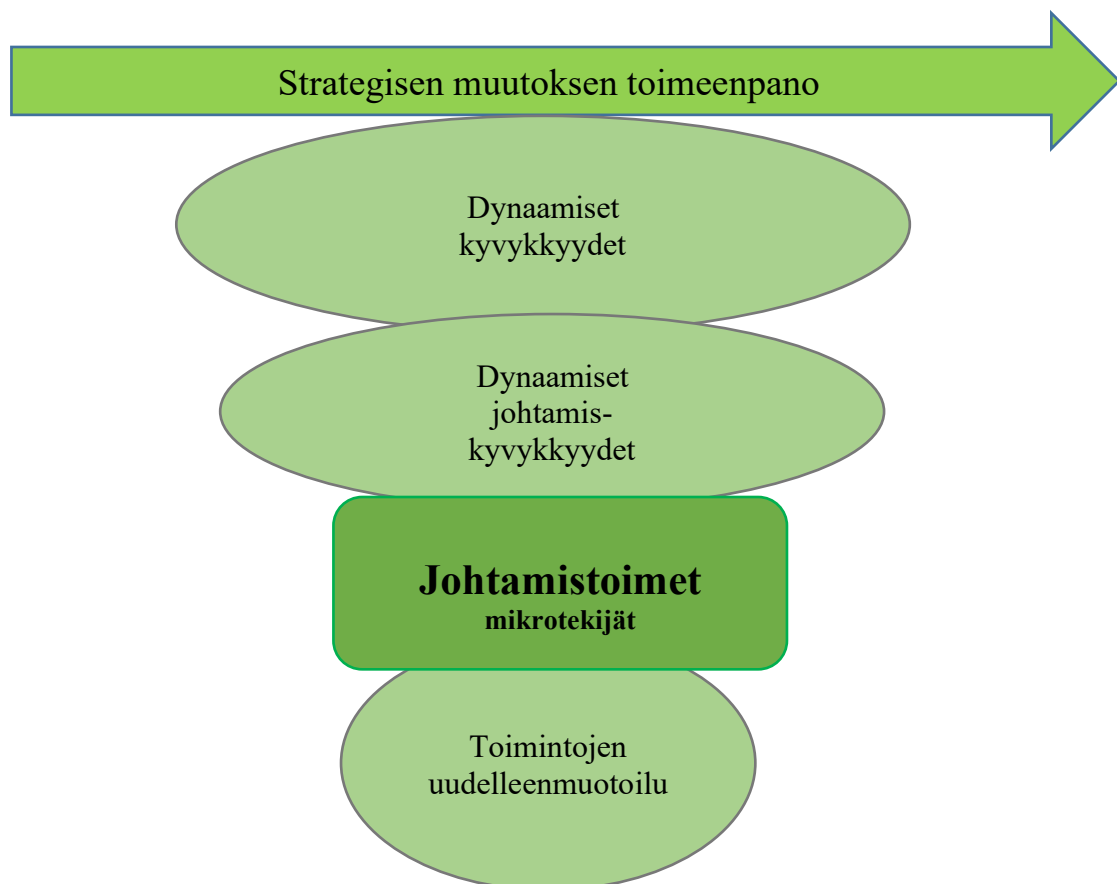 Strategisen muutoksen toimeenpano
Dynaamiset
kyvykkyydet
Dynaamiset
johtamis-
kyvykkyydet
Johtamistoimet
mikrotekijät
Toimintojen
uudelleenmuotoilu